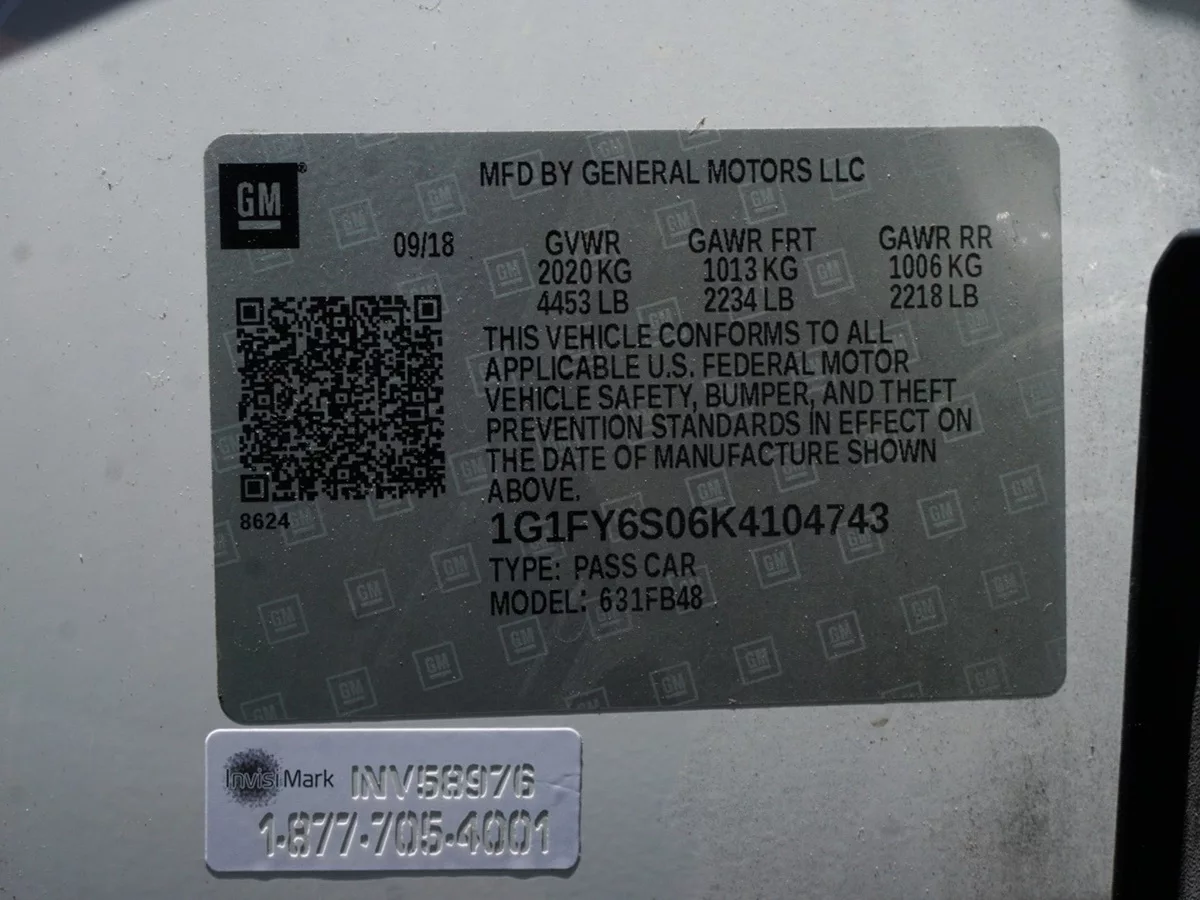 GM
MFD BY GENERAL MOTORS LLC
09/18
GVWR GAWR FRT GAWR RR
2020 KG 1013 KG 1006 KG
4453 LB 2234 LB 2218 LB
THIS VEHICLE CONFORMS TO ALL
APPLICABLE U.S. FEDERAL MOTOR
VEHICLE SAFETY, BUMPER, AND THEFT
PREVENTION STANDARDS IN EFFECT ON
THE DATE OF MANUFACTURE SHOWN
ABOVE.
8624
1G1FY6S06K4104743
TYPE: PASS CAR
MODEL: 631FB48
InvisiMark INV58976
1-877-705-4001